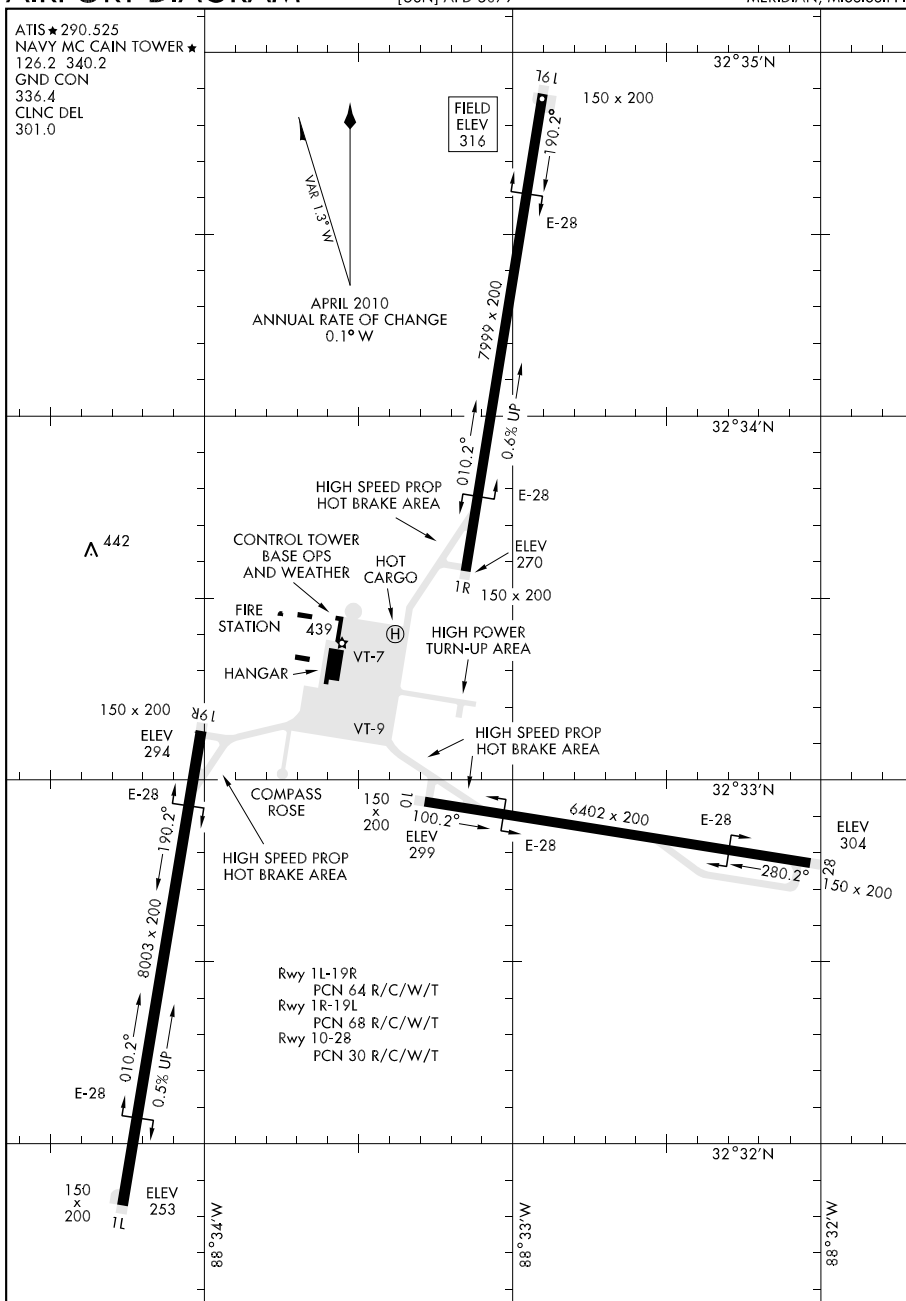 ATIS★290.525
NAVY MC CAIN TOWER★
126.2 340.2
GND CON
336.4
CLNC DEL
301.0
32°35'N
19L
150 x 200
FIELD
ELEV
316
190.2°
E-28
VAR 1.3° W
APRIL 2010
ANNUAL RATE OF CHANGE
0.1° W
7999 x 200
32°34'N
010.2°
0.6% UP
HIGH SPEED PROP
HOT BRAKE AREA
E-28
442
CONTROL TOWER
BASE OPS
AND WEATHER
HOT
CARGO
ELEV
270
1R
150 x 200
FIRE
STATION
439
H
HIGH POWER
TURN-UP AREA
VT-7
HANGAR
150 x 200
19R
VT-9
ELEV
294
HIGH SPEED PROP
HOT BRAKE AREA
32°33'N
E-28
COMPASS
ROSE
150
x
200
10
100.2°
ELEV
299
E-28
6402 x 200
E-28
ELEV
304
280.2°
28
150 x 200
190.2°
HIGH SPEED PROP
HOT BRAKE AREA
8003 x 200
Rwy 1L-19R
PCN 64 R/C/W/T
Rwy 1R-19L
PCN 68 R/C/W/T
Rwy 10-28
PCN 30 R/C/W/T
010.2°
0.5% UP
E-28
32°32'N
150
x
200
1L
ELEV
253
88°34'W
88°33'W
88°32'W